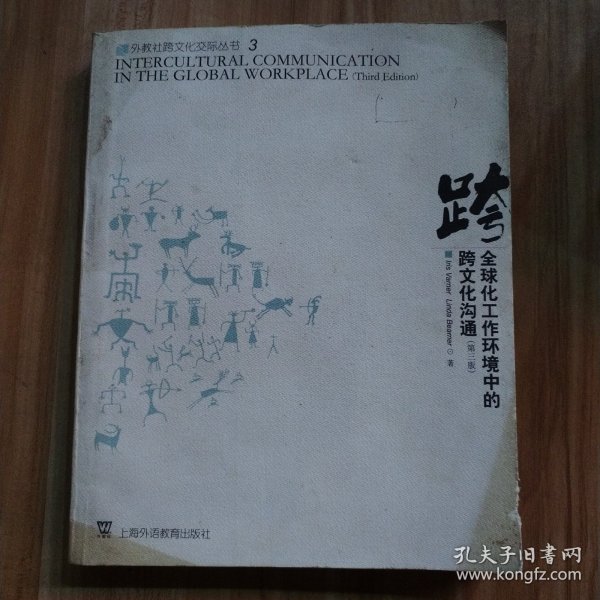 外教社跨文化交际丛书 3
INTERCULTURAL COMMUNICATION
IN THE GLOBAL WORKPLACE (Third Edition)
跨
全球化工作环境中的
跨文化沟通(第三版)
Iris Varner Linda Beamer ⊙ 著
上海外语教育出版社
孔夫子旧书网
www.kongfz.com